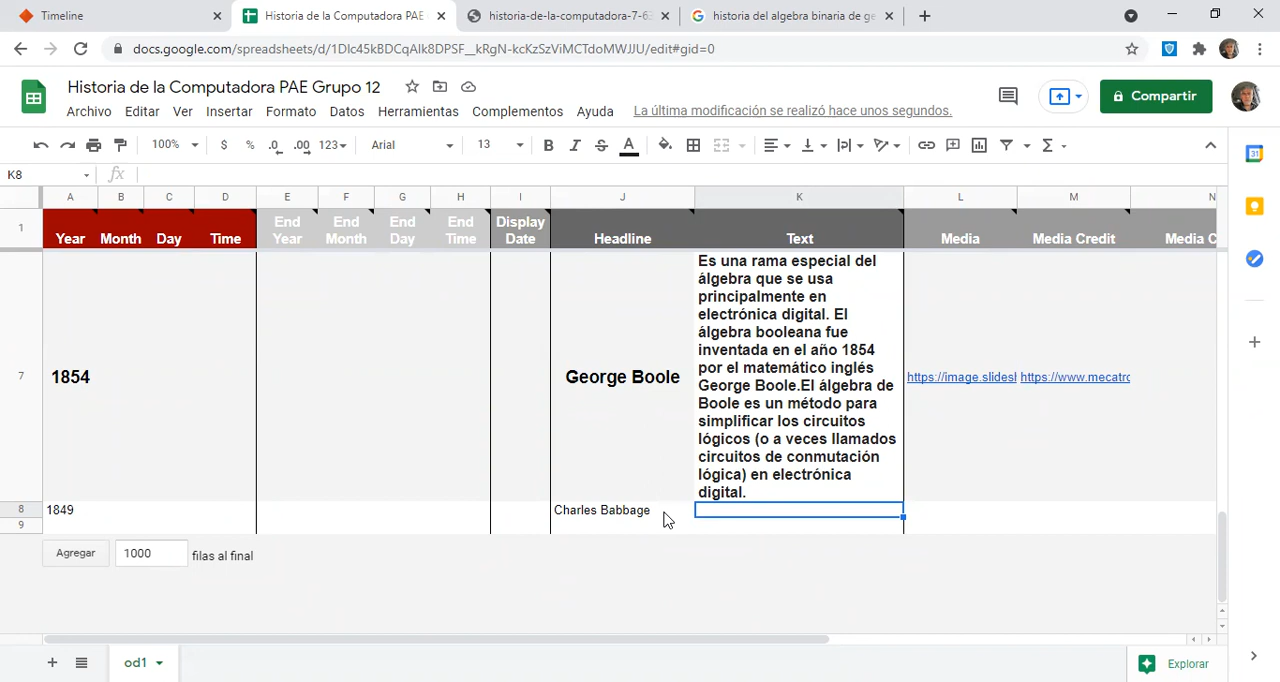 Timeline
Historia de la Computadora PAE
historia-de-la-computadora-7-63
historia del algebra binaria de ge
docs.google.com/spreadsheets/d/1Dlc45kBDCqAIk8DPSF__kRgN-kcKzSzViMCTdoMWJJU/edit#gid=0
Historia de la Computadora PAE Grupo 12
Archivo Editar Ver Insertar Formato Datos Herramientas Complementos Ayuda
La última modificación se realizó hace unos segundos.
Compartir
100% $ % .0 .00 123 Arial 13 B I S A
K8 fx
A B C D E F G H I J K L M N
1
Year Month Day Time
End Year
End Month
End Day
End Time
Display Date
Headline Text Media Media Credit Media C
7
1854
George Boole
Es una rama especial del
álgebra que se usa
principalmente en
electrónica digital. El
álgebra booleana fue
inventada en el año 1854
por el matemático inglés
George Boole.El álgebra de
Boole es un método para
simplificar los circuitos
lógicos (o a veces llamados
circuitos de conmutación
lógica) en electrónica
digital.
https://image.slidesl
https://www.mecatrc
8 1849 Charles Babbage
9
Agregar 1000 filas al final
od1
Explorar